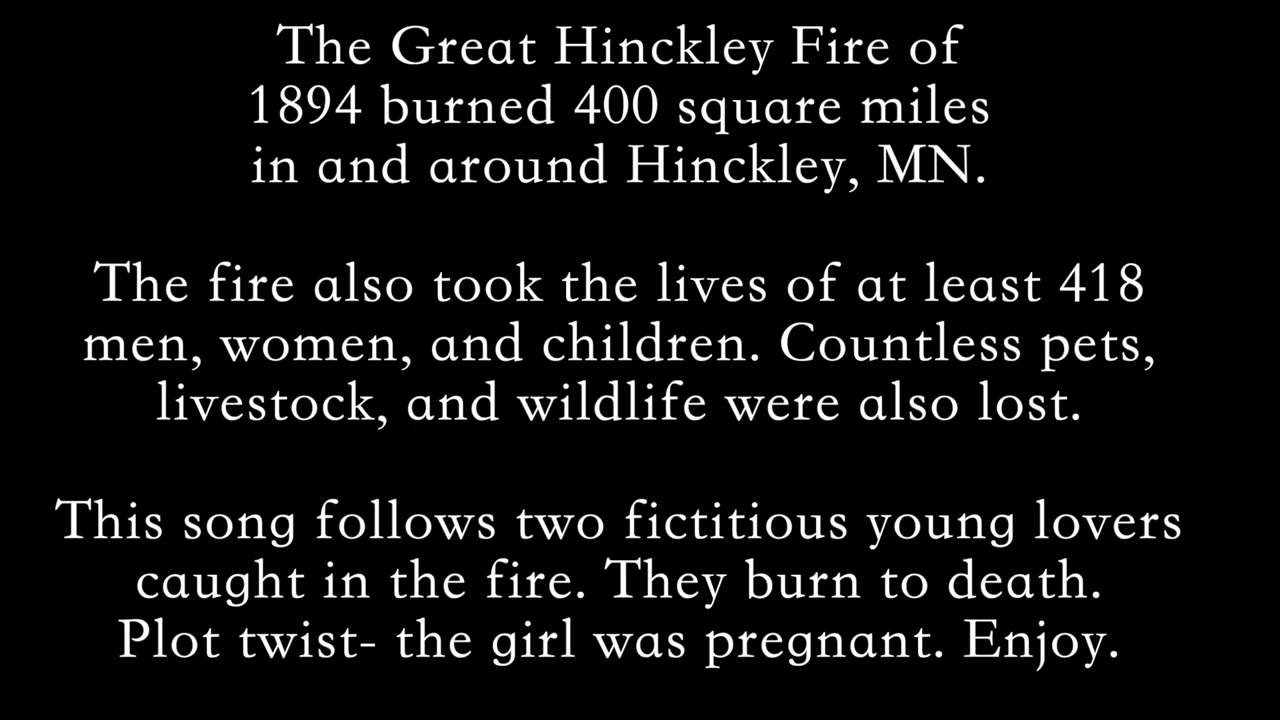 The Great Hinckley Fire of
1894 burned 400 square miles
in and around Hinckley, MN.
The fire also took the lives of at least 418
men, women, and children. Countless pets,
livestock, and wildlife were also lost.
This song follows two fictitious young lovers
caught in the fire. They burn to death.
Plot twist- the girl was pregnant. Enjoy.